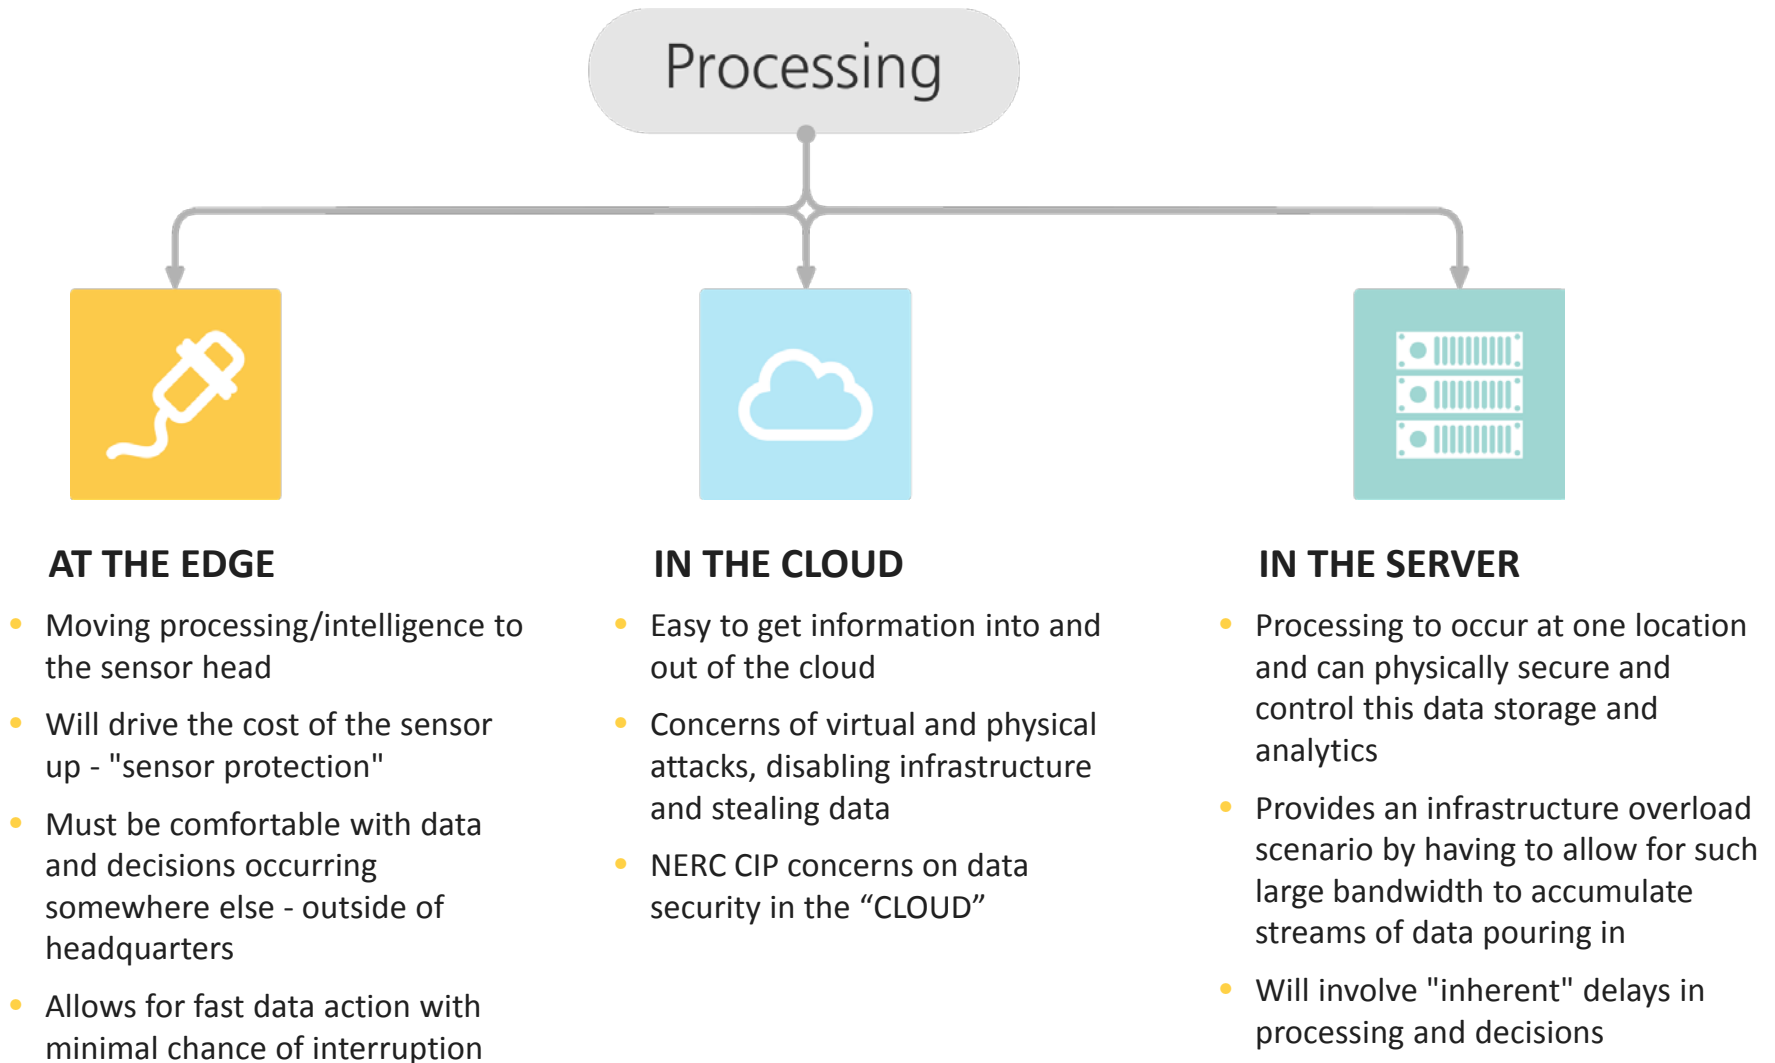 Processing
AT THE EDGE
• Moving processing/intelligence to
the sensor head
• Will drive the cost of the sensor
up - "sensor protection"
• Must be comfortable with data
and decisions occurring
somewhere else - outside of
headquarters
• Allows for fast data action with
minimal chance of interruption
IN THE CLOUD
• Easy to get information into and
out of the cloud
• Concerns of virtual and physical
attacks, disabling infrastructure
and stealing data
• NERC CIP concerns on data
security in the “CLOUD”
IN THE SERVER
• Processing to occur at one location
and can physically secure and
control this data storage and
analytics
• Provides an infrastructure overload
scenario by having to allow for such
large bandwidth to accumulate
streams of data pouring in
• Will involve "inherent" delays in
processing and decisions